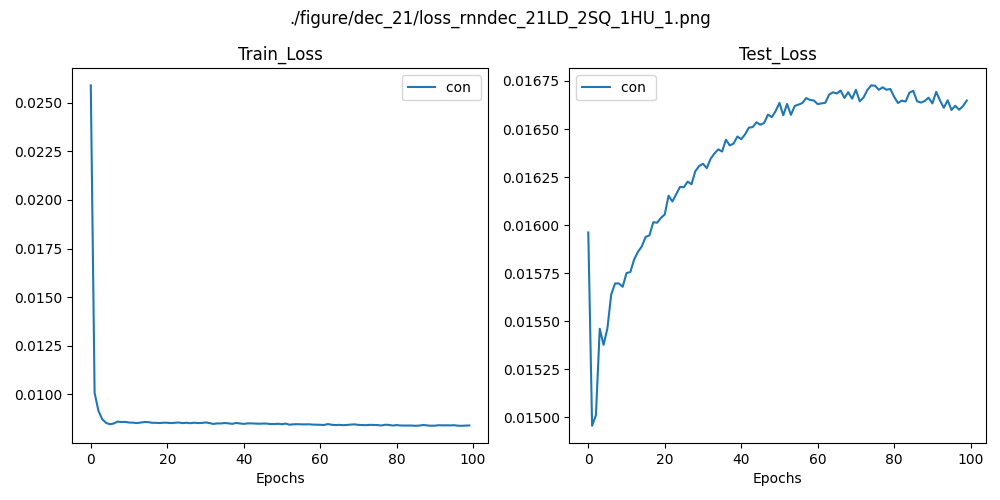 ./figure/dec_21/loss_rnndec_21LD_2SQ_1HU_1.png
Train_Loss
con
0.0250
0.0225
0.0200
0.0175
0.0150
0.0125
0.0100
0 20 40 60 80 100
Epochs
Test_Loss
con
0.01675
0.01650
0.01625
0.01600
0.01575
0.01550
0.01525
0.01500
0 20 40 60 80 100
Epochs